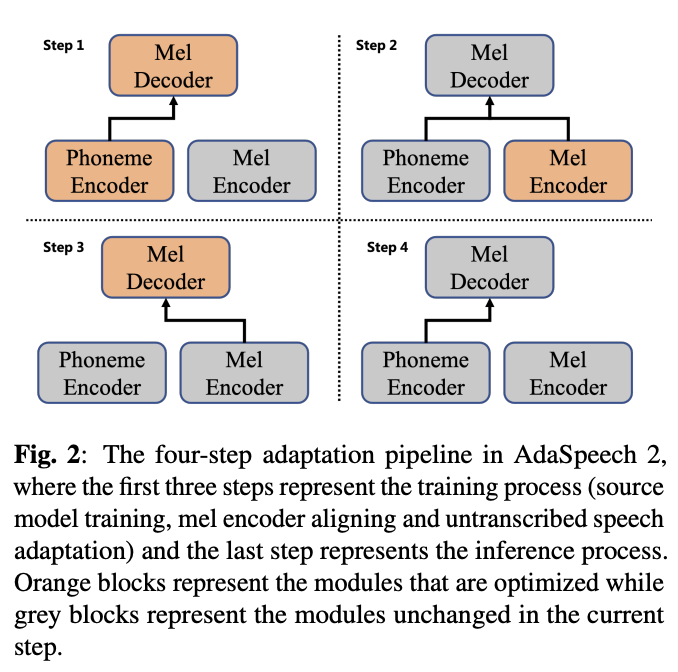 Step 1
Mel
Decoder
Phoneme
Encoder
Mel
Encoder
Step 2
Mel
Decoder
Phoneme
Encoder
Mel
Encoder
Step 3
Mel
Decoder
Phoneme
Encoder
Mel
Encoder
Step 4
Mel
Decoder
Phoneme
Encoder
Mel
Encoder
Fig. 2: The four-step adaptation pipeline in AdaSpeech 2,
where the first three steps represent the training process (source
model training, mel encoder aligning and untranscribed speech
adaptation) and the last step represents the inference process.
Orange blocks represent the modules that are optimized while
grey blocks represent the modules unchanged in the current
step.